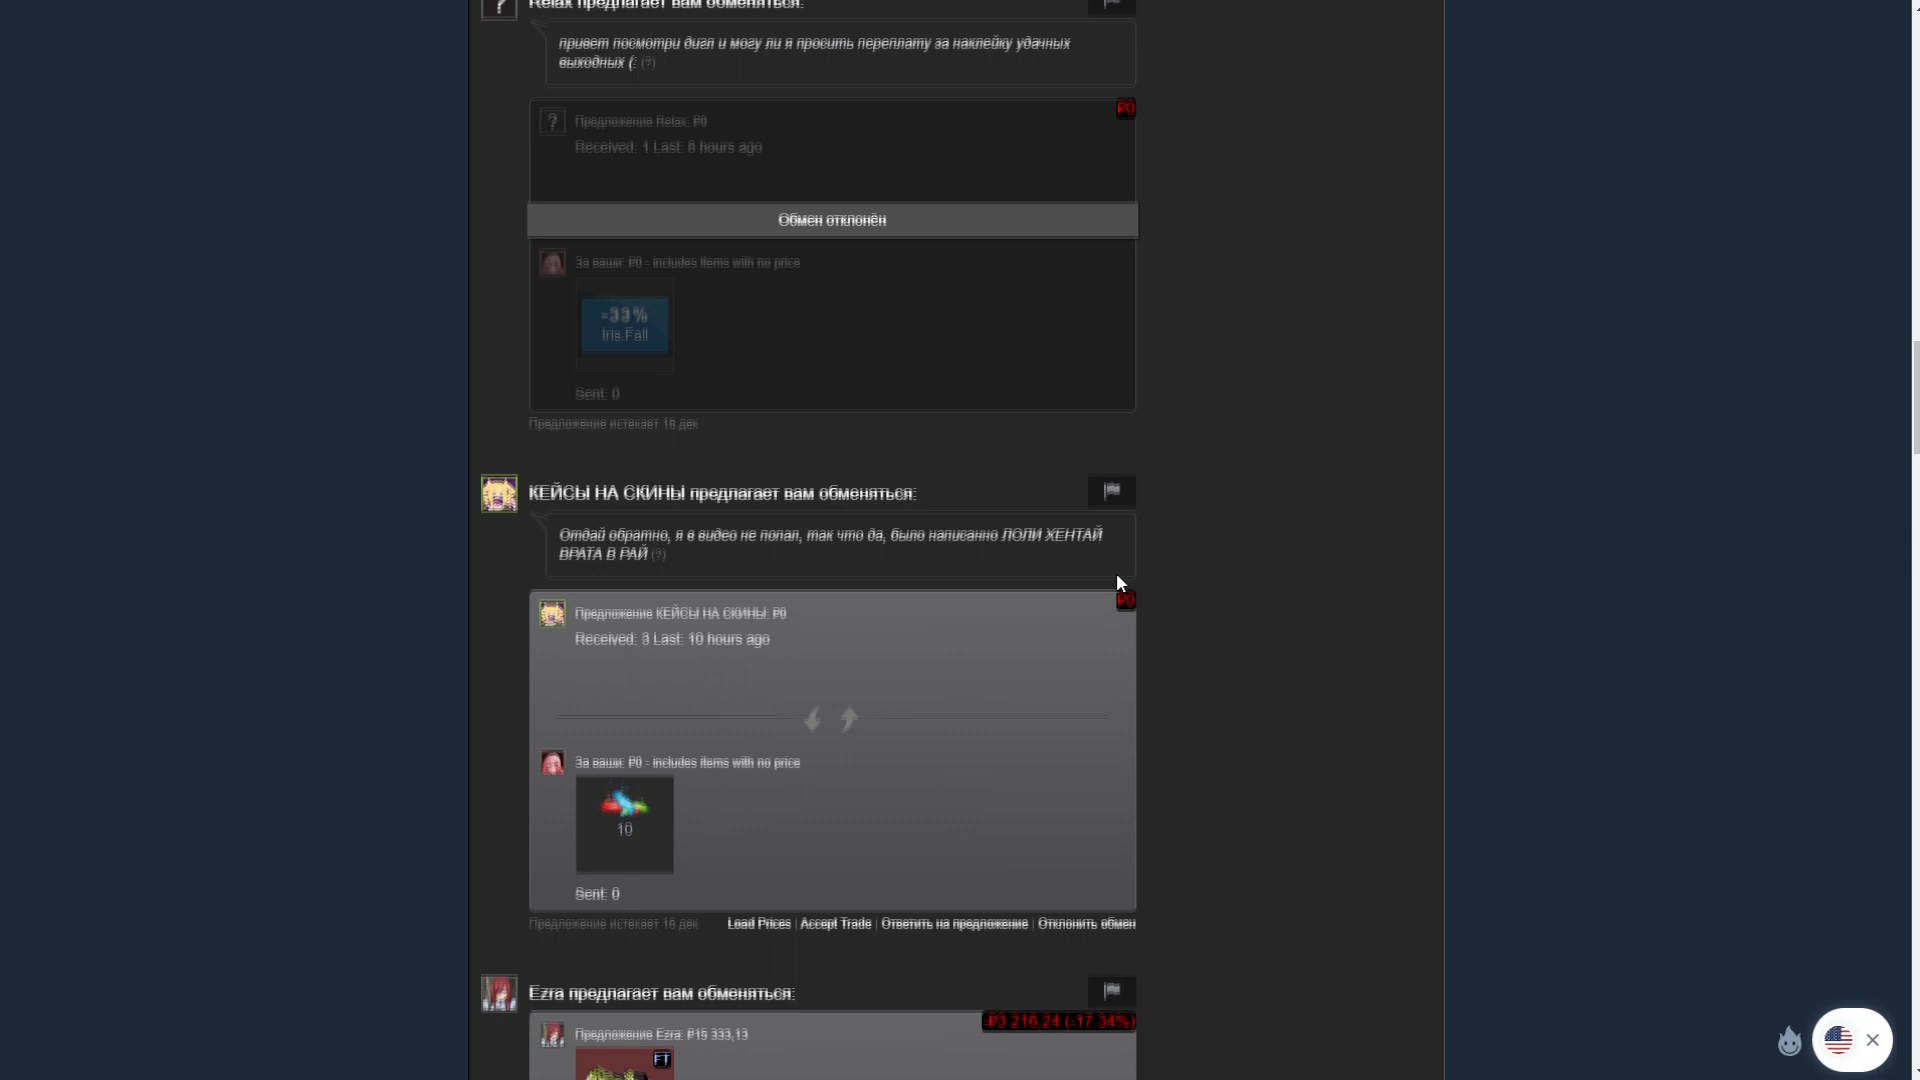 Relax предлагает вам обменяться:
привет посмотри дигл и могу ли я просить переплату за наклейку удачных
выходных (: (?)
₽0
?
Предложение Relax: ₽0
Received: 1 Last: 8 hours ago
Обмен отклонён
За ваши: ₽0 - includes items with no price
-33%
Iris.Fall
Sent: 0
Предложение истекает 16 дек
КЕЙСЫ НА СКИНЫ предлагает вам обменяться:
Отдай обратно, я в видео не попал, так что да, было написанно ЛОЛИ ХЕНТАЙ
ВРАТА В РАЙ (?)
₽0
Предложение КЕЙСЫ НА СКИНЫ: ₽0
Received: 3 Last: 10 hours ago
За ваши: ₽0 - includes items with no price
10
Sent: 0
Предложение истекает 16 дек Load Prices | Accept Trade | Ответить на предложение | Отклонить обмен
Ezra предлагает вам обменяться:
-₽3 216,24 (-17.34%)
Предложение Ezra: ₽15 333,13
FT